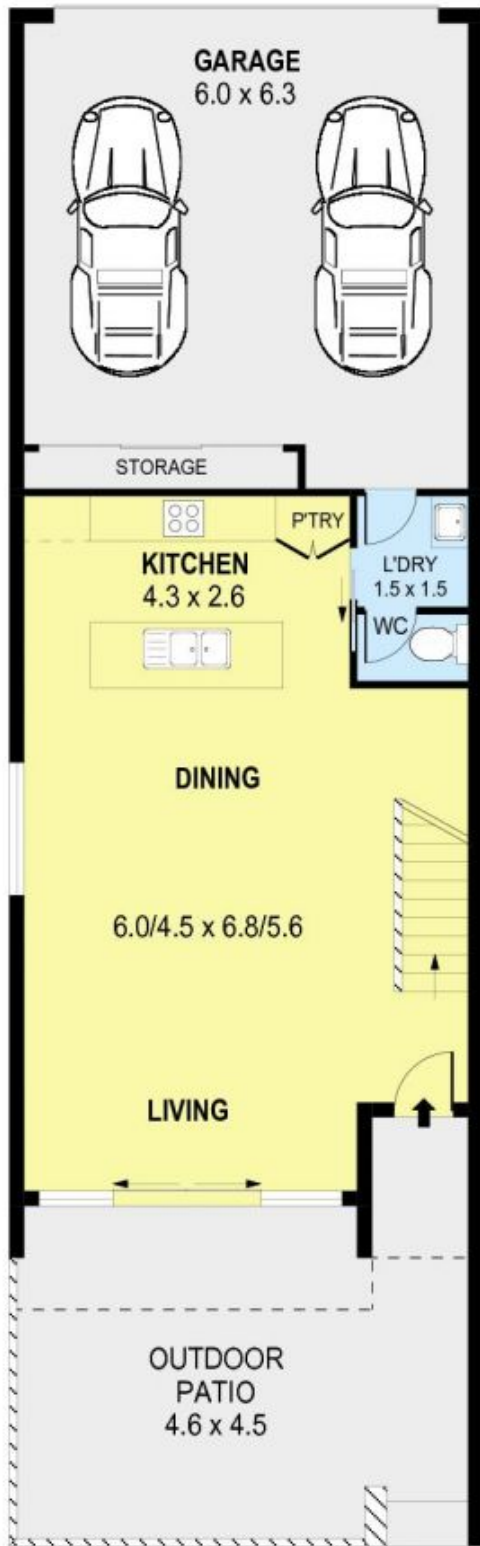 GARAGE
6.0 x 6.3
STORAGE
P'TRY
KITCHEN
4.3 x 2.6
L'DRY
1.5 x 1.5
WC
DINING
6.0/4.5 x 6.8/5.6
LIVING
OUTDOOR
PATIO
4.6 x 4.5